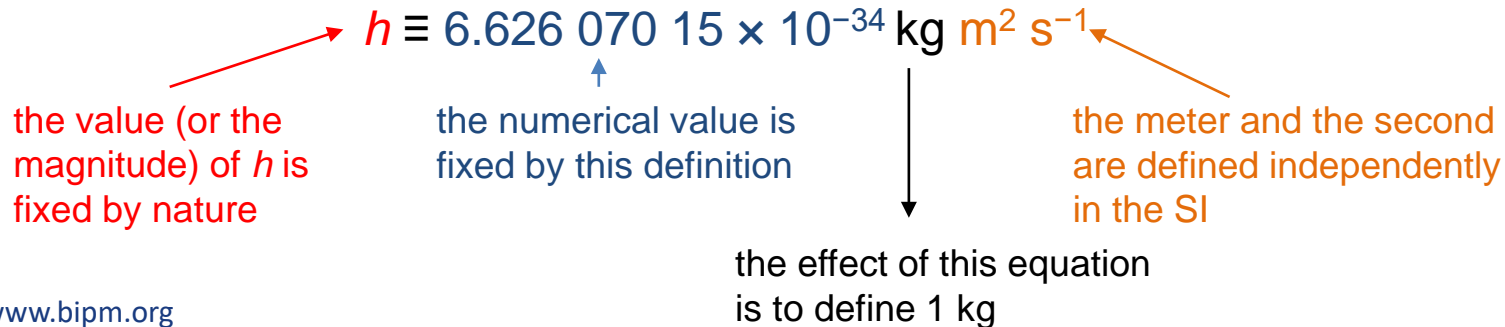 h ≡ 6.626 070 15 × 10⁻³⁴ kg m² s⁻¹
the value (or the
magnitude) of h is
fixed by nature
the numerical value is
fixed by this definition
the meter and the second
are defined independently
in the SI
the effect of this equation
is to define 1 kg
www.bipm.org